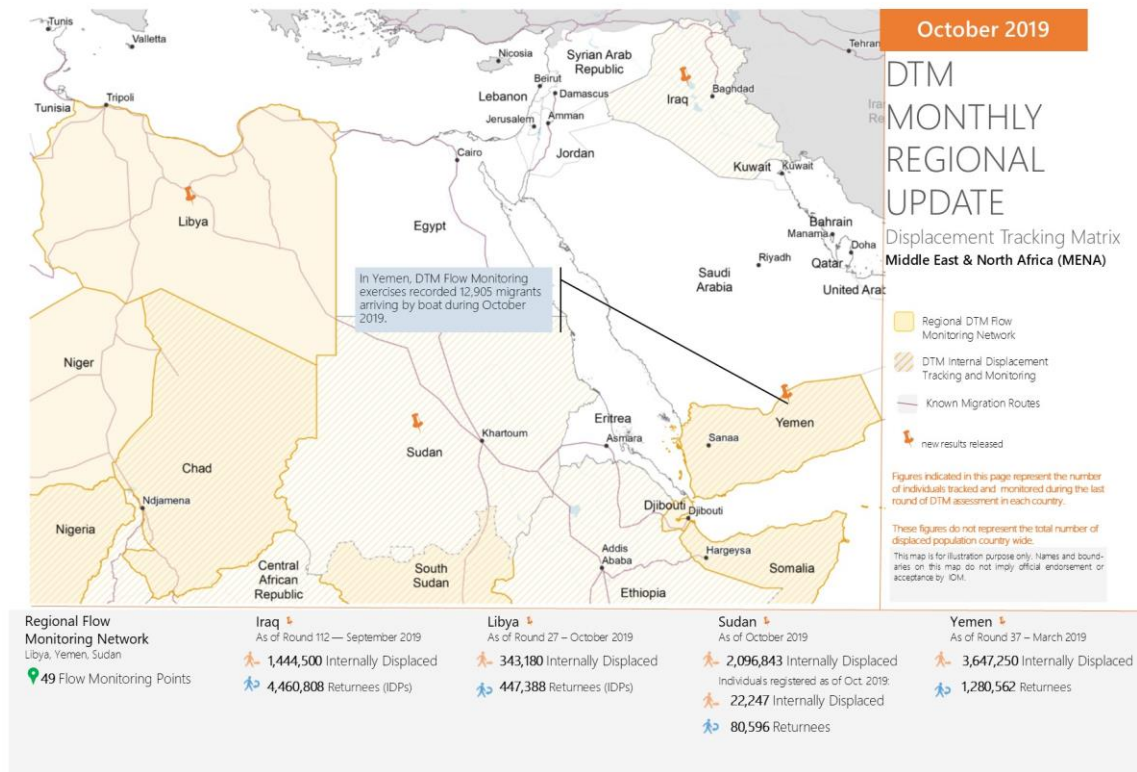 October 2019
DTM
MONTHLY
REGIONAL
UPDATE
Displacement Tracking Matrix
Middle East & North Africa (MENA)
Tunis
Valletta
Tunisia
Tripoli
Libya
Nicosia
Syrian Arab
Republic
Beirut
Lebanon
Damascus
Jerusalem
Amman
Jordan
Cairo
Egypt
Iraq
Baghdad
Tehran
Kuwait
Kuwait
Bahrain
Manama
Doha
Qatar
Riyadh
Saudi
Arabia
United Arab
In Yemen, DTM Flow Monitoring
exercises recorded 12,905 migrants
arriving by boat during October
2019.
Niger
Chad
Ndjamena
Nigeria
Sudan
Khartoum
Eritrea
Asmara
Sanaa
Yemen
Djibouti
Djibouti
Hargeysa
Somalia
Addis
Ababa
Ethiopia
South
Sudan
Central
African
Republic
Regional DTM Flow
Monitoring Network
DTM Internal Displacement
Tracking and Monitoring
Known Migration Routes
new results released
Figures indicated in this page represent the number
of individuals tracked and monitored during the last
round of DTM assessment in each country.
These figures do not represent the total number of
displaced population country wide.
This map is for illustration purpose only. Names and bound-
aries on this map do not imply official endorsement or
acceptance by IOM.
Regional Flow
Monitoring Network
Libya, Yemen, Sudan
49 Flow Monitoring Points
Iraq
As of Round 112 — September 2019
1,444,500 Internally Displaced
4,460,808 Returnees (IDPs)
Libya
As of Round 27 – October 2019
343,180 Internally Displaced
447,388 Returnees (IDPs)
Sudan
As of October 2019
2,096,843 Internally Displaced
Individuals registered as of Oct. 2019:
22,247 Internally Displaced
80,596 Returnees
Yemen
As of Round 37 – March 2019
3,647,250 Internally Displaced
1,280,562 Returnees